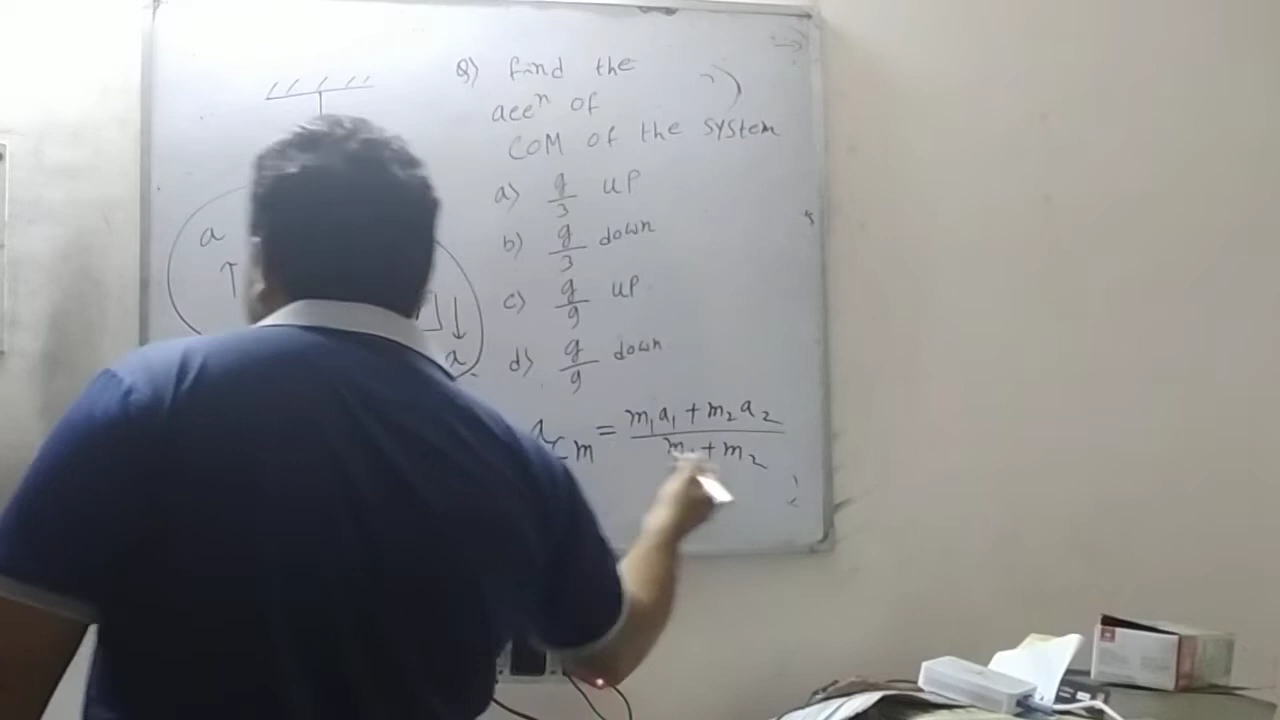 Q) find the
accⁿ of
COM of the system
a) g/3 up
b) g/3 down
c) g/9 up
d) g/9 down
a
a
a_cm = (m₁a₁ + m₂a₂)/(m₁ + m₂)